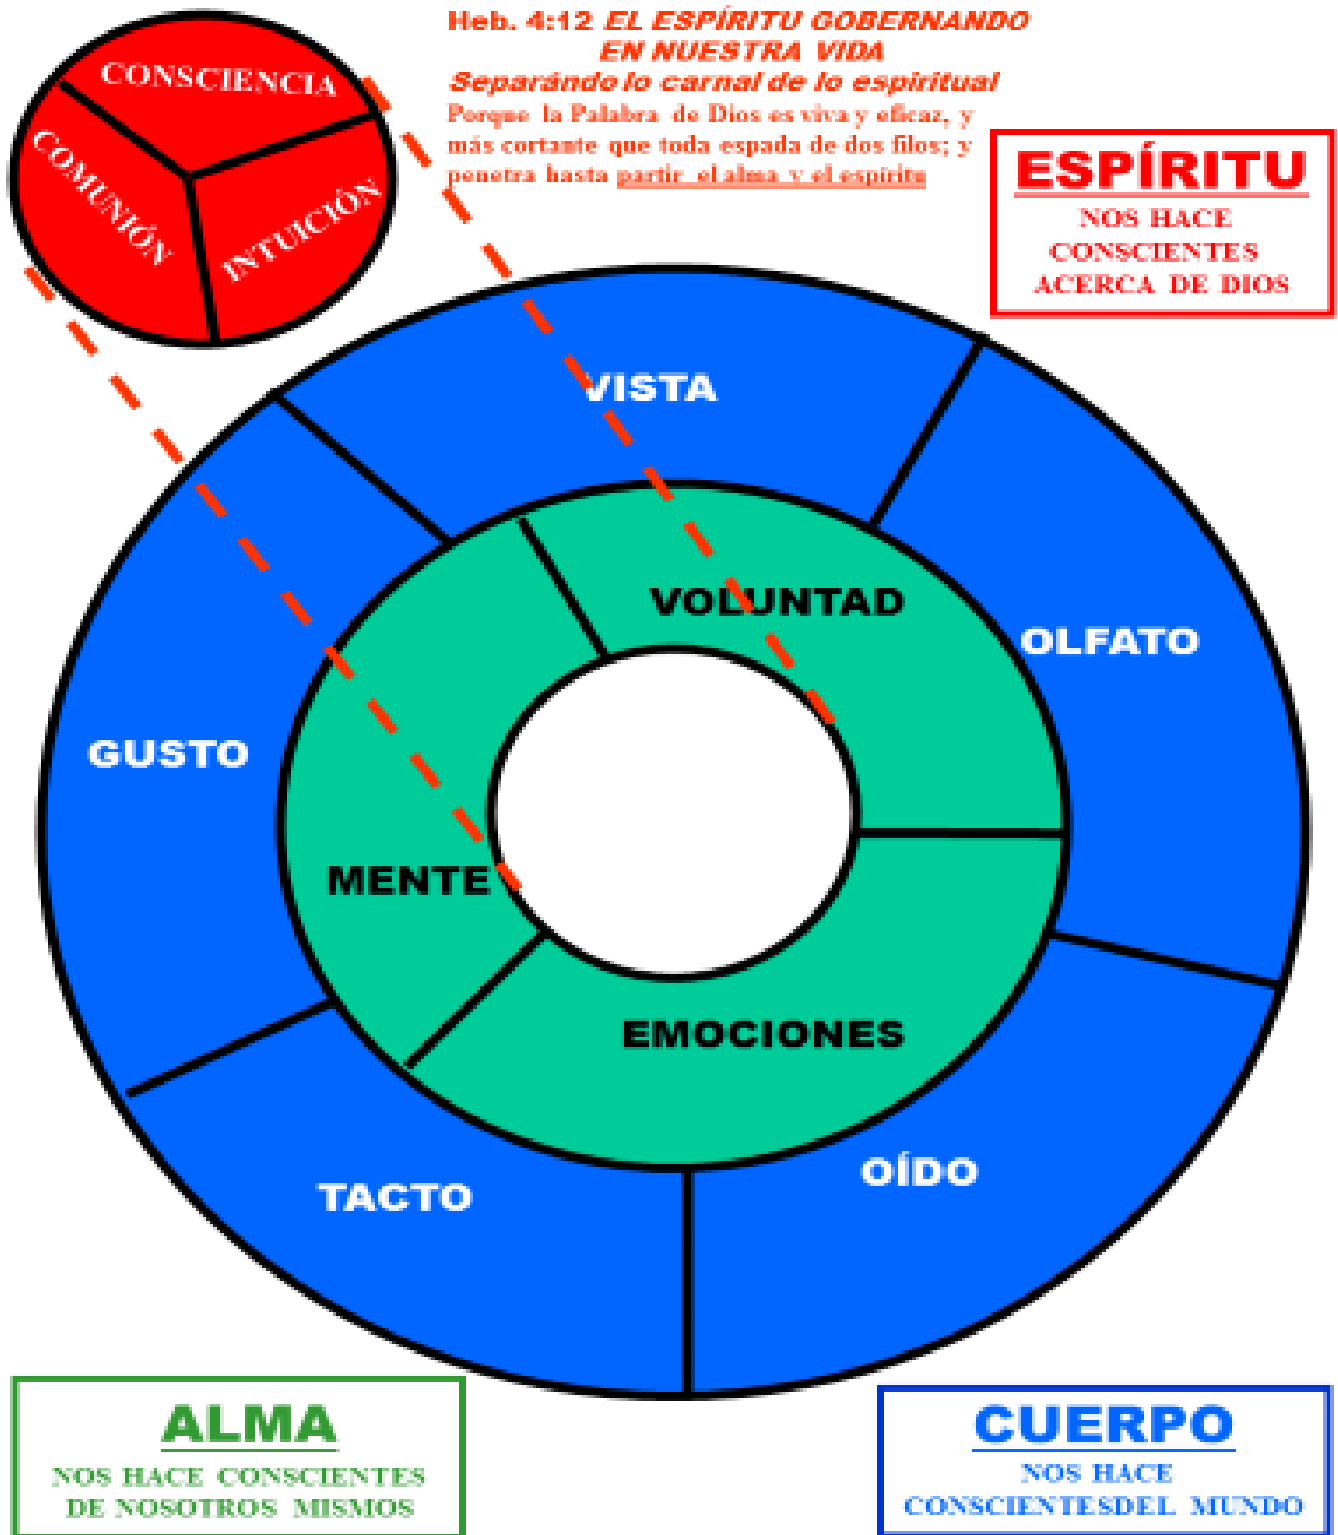 Heb. 4:12 EL ESPÍRITU GOBERNANDO
EN NUESTRA VIDA
Separándo lo carnal de lo espiritual
Porque la Palabra de Dios es viva y eficaz, y
más cortante que toda espada de dos filos; y
penetra hasta partir el alma y el espíritu
CONSCIENCIA
COMUNIÓN
INTUICIÓN
ESPÍRITU
NOS HACE
CONSCIENTES
ACERCA DE DIOS
VISTA
VOLUNTAD
OLFATO
GUSTO
MENTE
EMOCIONES
OÍDO
TACTO
ALMA
NOS HACE CONSCIENTES
DE NOSOTROS MISMOS
CUERPO
NOS HACE
CONSCIENTESDEL MUNDO